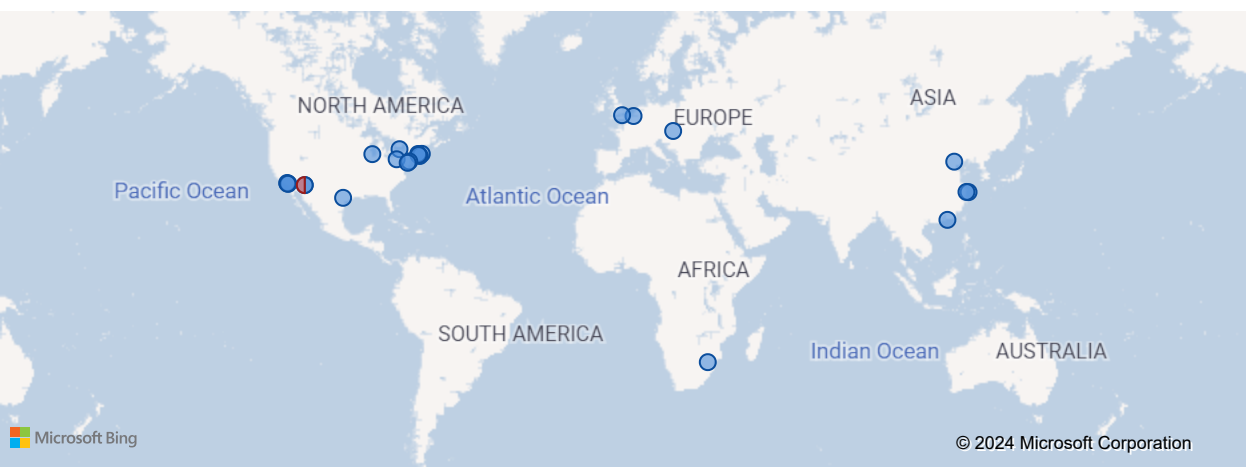 ASIA
NORTH AMERICA
EUROPE
Pacific Ocean
Atlantic Ocean
AFRICA
SOUTH AMERICA
Indian Ocean
AUSTRALIA
Microsoft Bing
© 2024 Microsoft Corporation